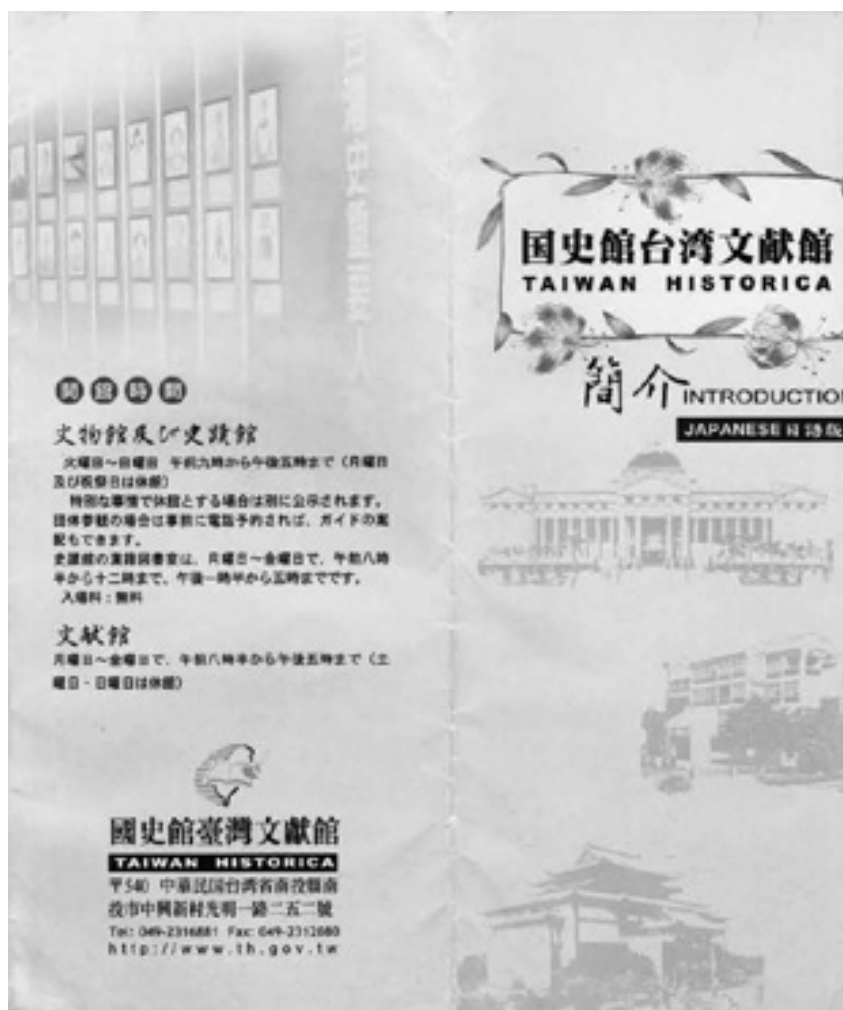 開館時間
文物館及び史蹟館
火曜日～日曜日 午前九時から午後五時まで（月曜日
及び祝祭日は休館）
特別な事情で休館とする場合は別に公示されます。
団体参観の場合は事前に電話予約されば、ガイドの案
配もできます。
史蹟館の漢籍図書室は、月曜日～金曜日で、午前八時
半から十二時まで、午後一時半から五時までです。
入場料：無料
文献館
月曜日～金曜日で、午前八時半から午後五時まで（土
曜日・日曜日は休館）
國史館臺灣文獻館
TAIWAN HISTORICA
〒540 中華民国台湾省南投縣南
投市中興新村光明一路二五二號
Tel: 049-2316881 Fax: 049-2312080
http://www.th.gov.tw
国史館台湾文献館
TAIWAN HISTORICA
簡介 INTRODUCTION
JAPANESE 日語版